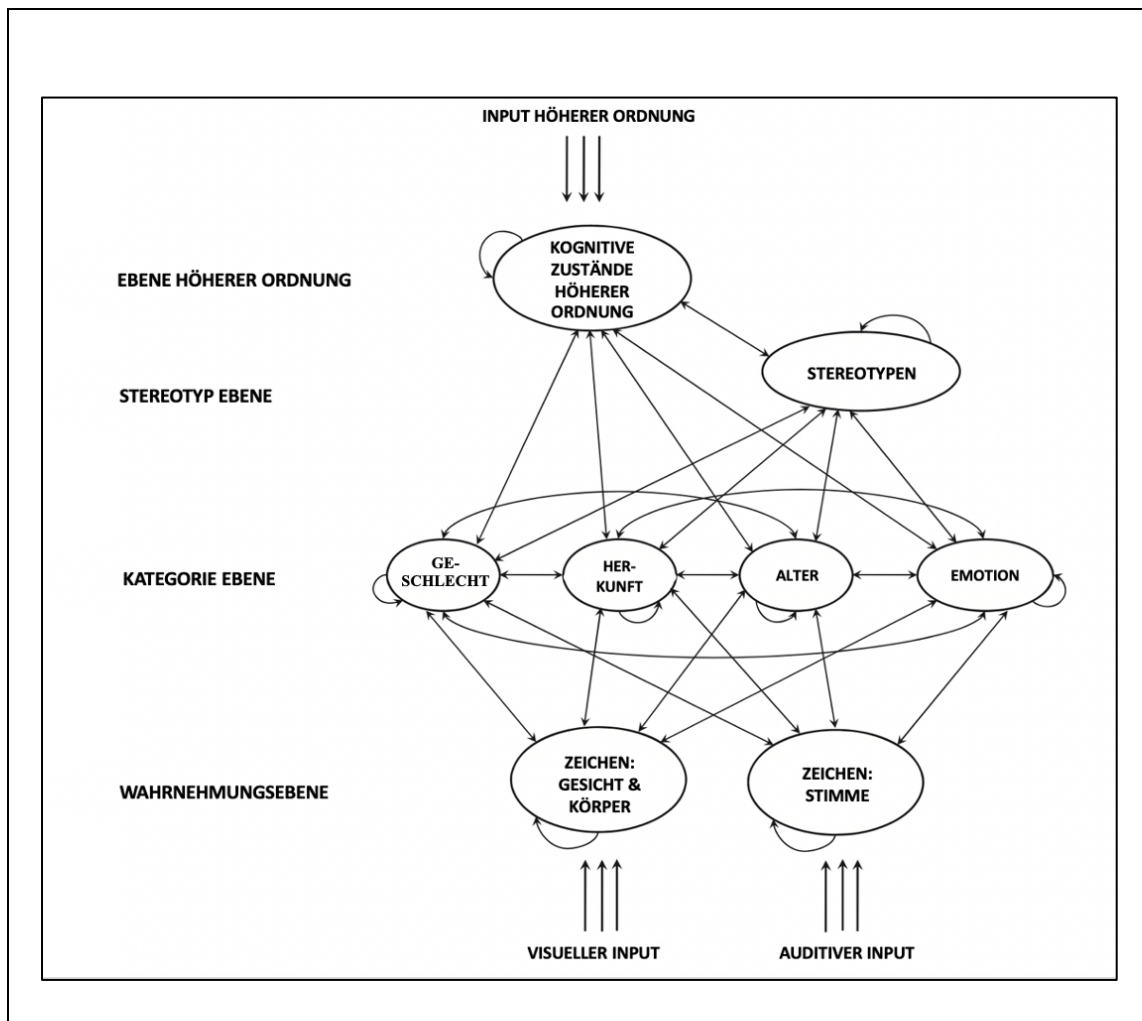 INPUT HÖHERER ORDNUNG
KOGNITIVE
ZUSTÄNDE
HÖHERER
ORDNUNG
EBENE HÖHERER ORDNUNG
STEREOTYPEN
STEREOTYP EBENE
GE-
SCHLECHT
HER-
KUNFT
ALTER
EMOTION
KATEGORIE EBENE
ZEICHEN:
GESICHT &
KÖRPER
ZEICHEN:
STIMME
WAHRNEHMUNGSEBENE
VISUELLER INPUT
AUDITIVER INPUT